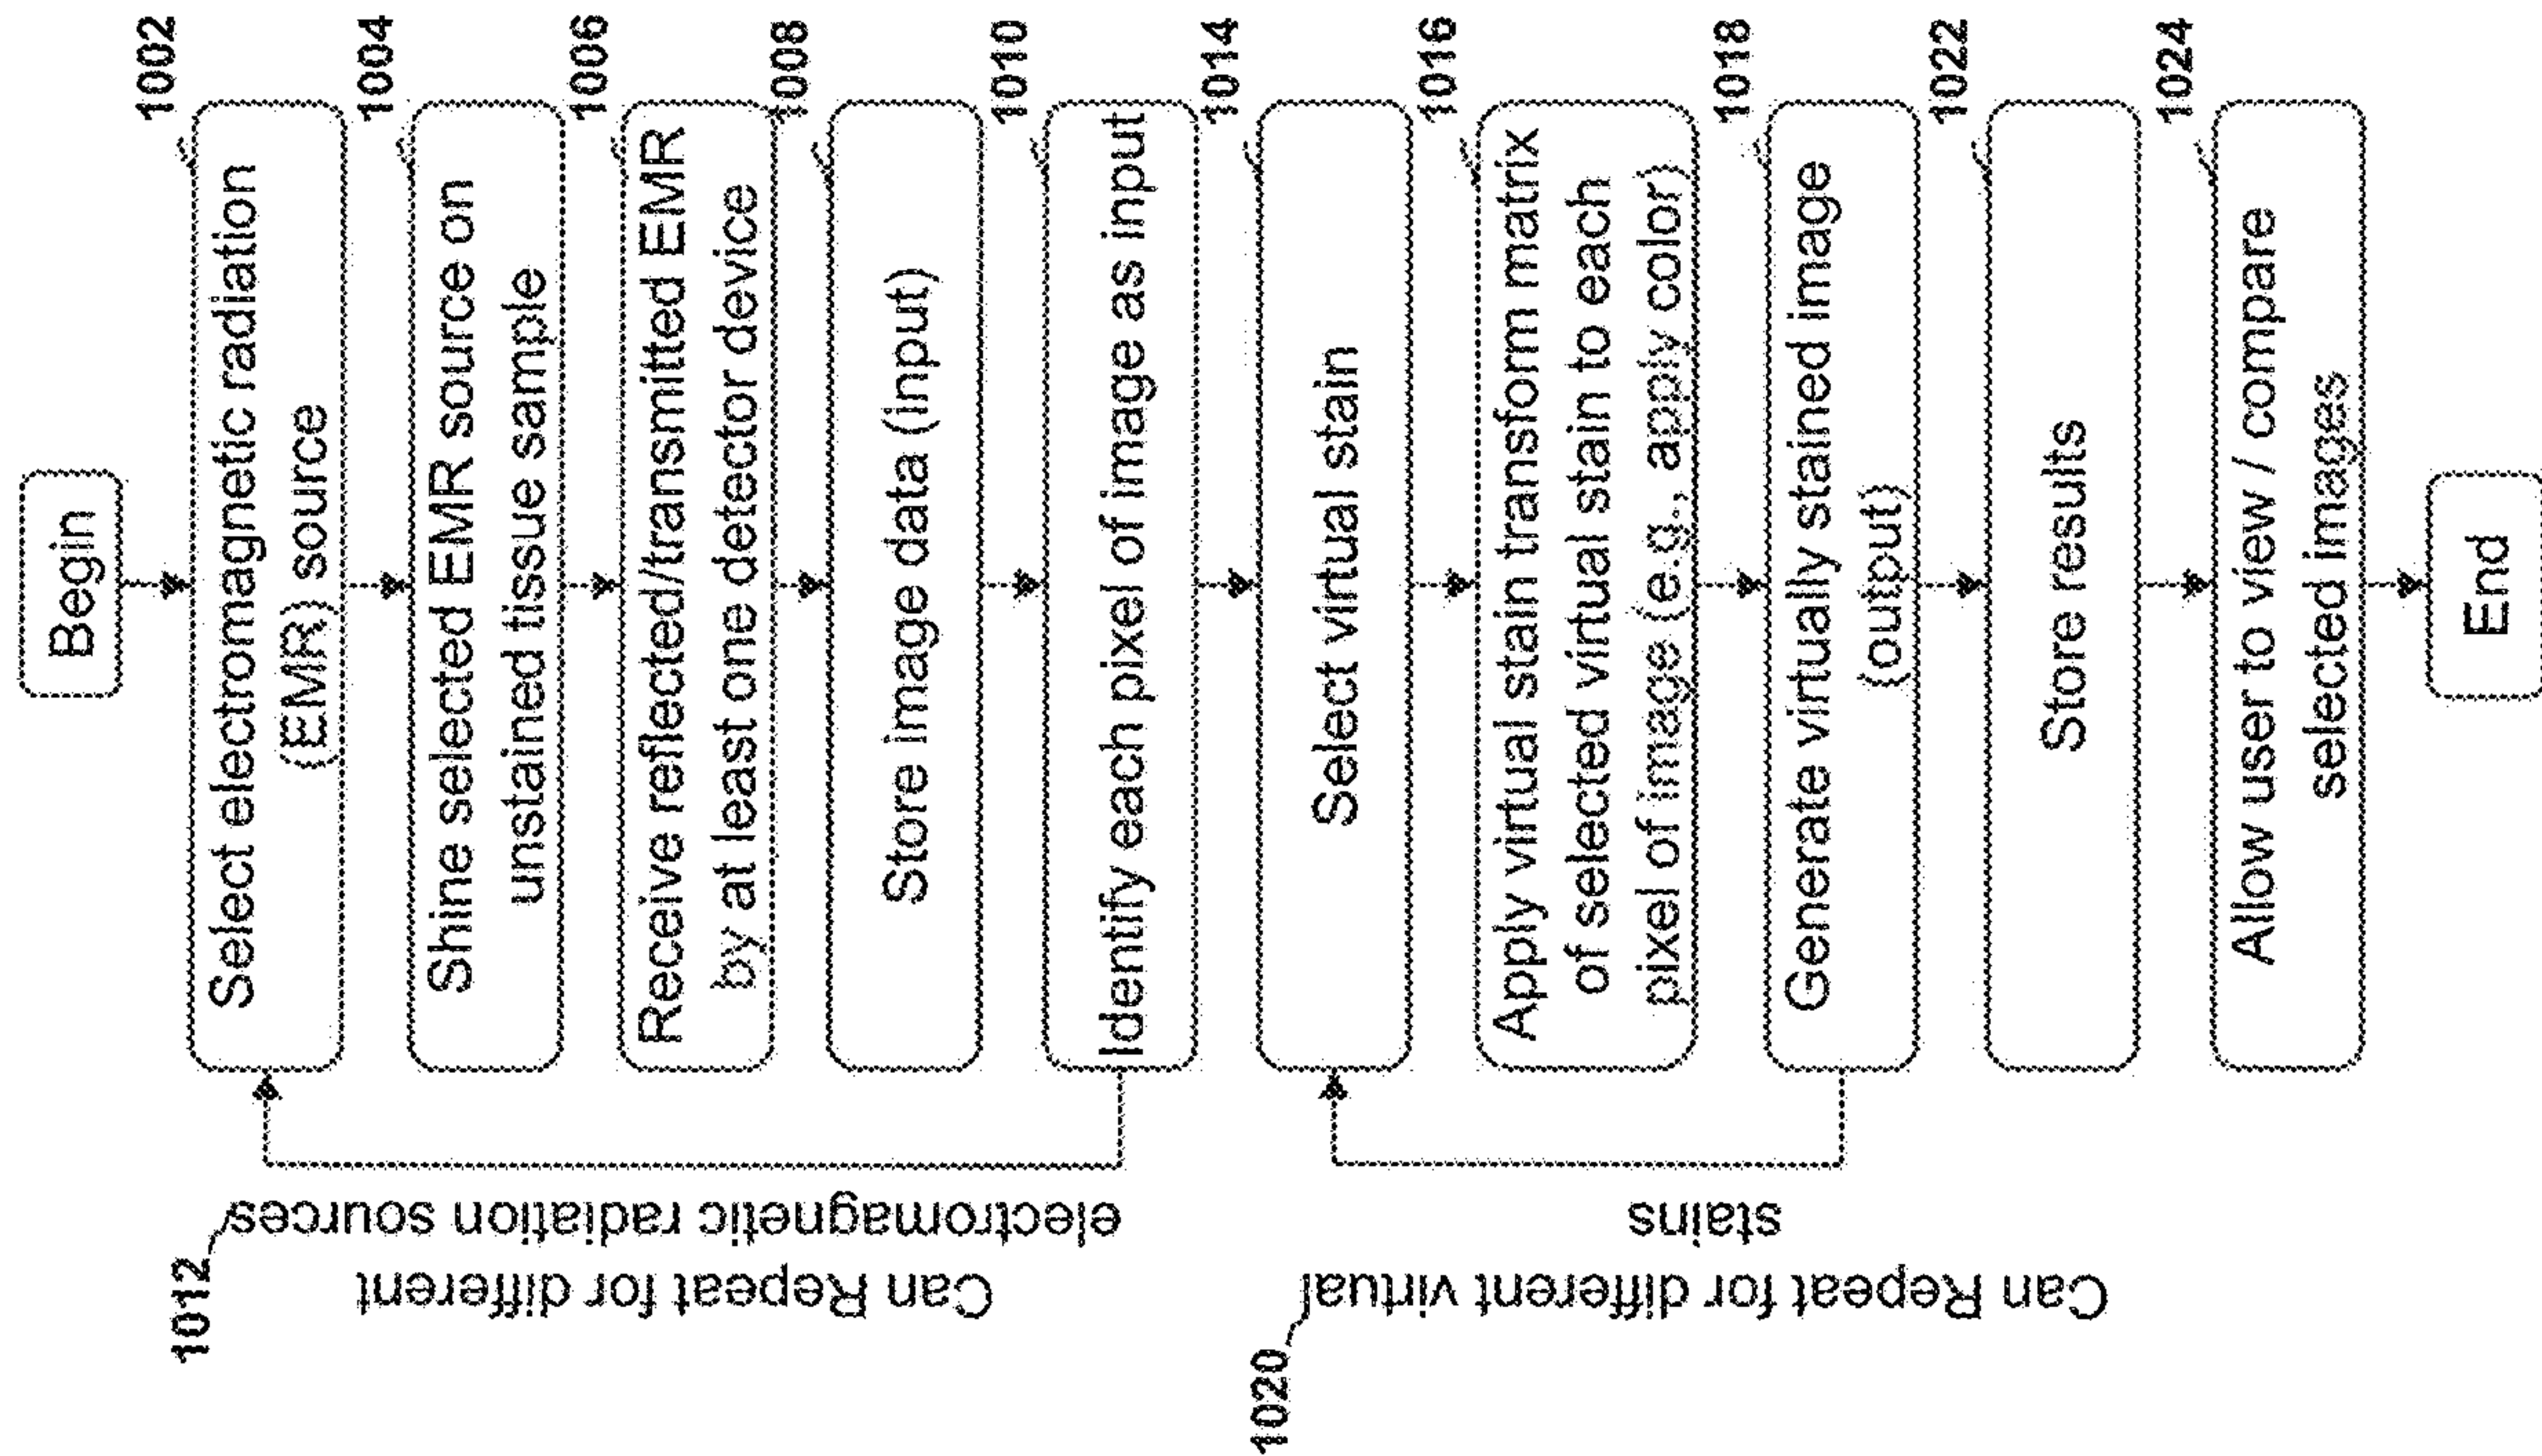 Begin
1002
Select electromagnetic radiation
(EMR) source
1004
Shine selected EMR source on
unstained tissue sample
1006
Receive reflected/transmitted EMR
by at least one detector device
1008
Store image data (input)
1010
Identify each pixel of image as input
1012
Can Repeat for different
electromagnetic radiation sources
1014
Select virtual stain
1016
Apply virtual stain transform matrix
of selected virtual stain to each
pixel of image (e.g., apply color)
1018
Generate virtually stained image
(output)
1020
Can Repeat for different virtual
stains
1022
Store results
1024
Allow user to view / compare
selected images
End